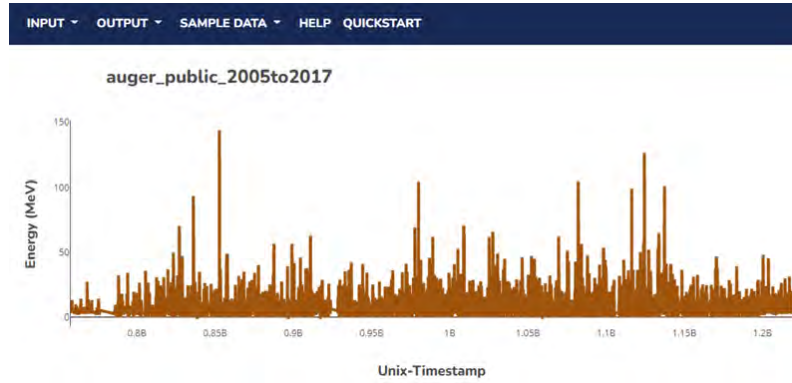 INPUT OUTPUT SAMPLE DATA HELP QUICKSTART
auger_public_2005to2017
150
100
50
0
Energy (MeV)
0.8B 0.85B 0.9B 0.95B 1B 1.05B 1.1B 1.15B 1.2B
Unix-Timestamp